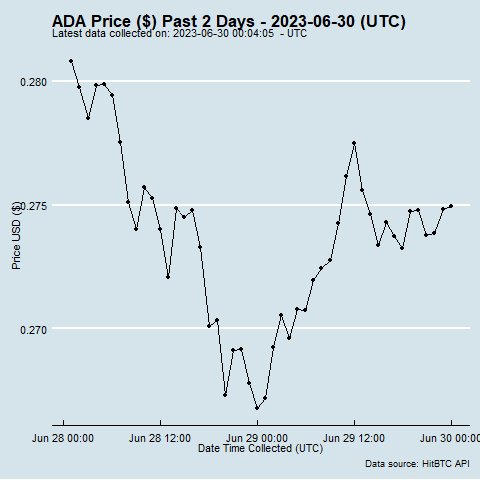 ADA Price ($) Past 2 Days - 2023-06-30 (UTC)
Latest data collected on: 2023-06-30 00:04:05 - UTC
0.280
0.275
0.270
Price USD ($)
Jun 28 00:00 Jun 28 12:00 Jun 29 00:00 Jun 29 12:00 Jun 30 00:00
Date Time Collected (UTC)
Data source: HitBTC API